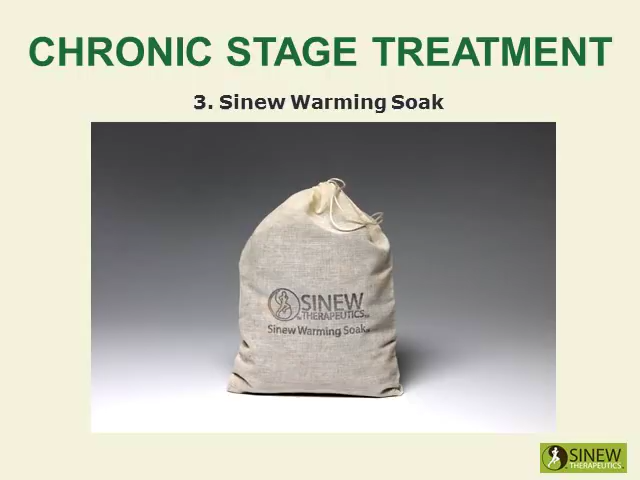 CHRONIC STAGE TREATMENT
3. Sinew Warming Soak
SINEW
THERAPEUTICS
Sinew Warming Soak
SINEW
THERAPEUTICS